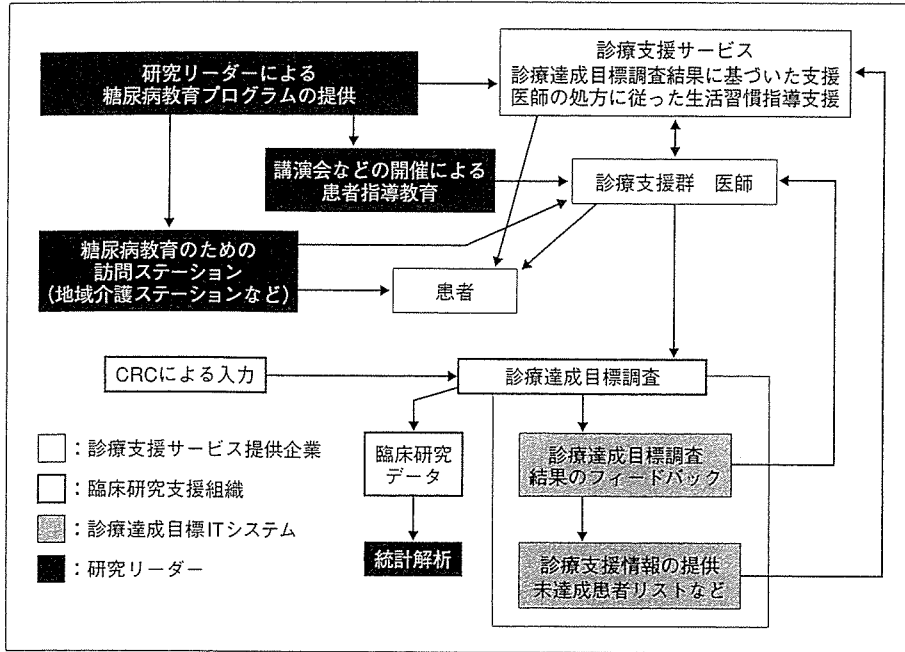 研究リーダーによる
糖尿病教育プログラムの提供
診療支援サービス
診療達成目標調査結果に基づいた支援
医師の処方に従った生活習慣指導支援
講演会などの開催による
患者指導教育
診療支援群 医師
糖尿病教育のための
訪問ステーション
(地域介護ステーションなど)
患者
CRCによる入力
診療達成目標調査
臨床研究
データ
診療達成目標調査
結果のフィードバック
統計解析
診療支援情報の提供
未達成患者リストなど
:診療支援サービス提供企業
:臨床研究支援組織
:診療達成目標ITシステム
:研究リーダー